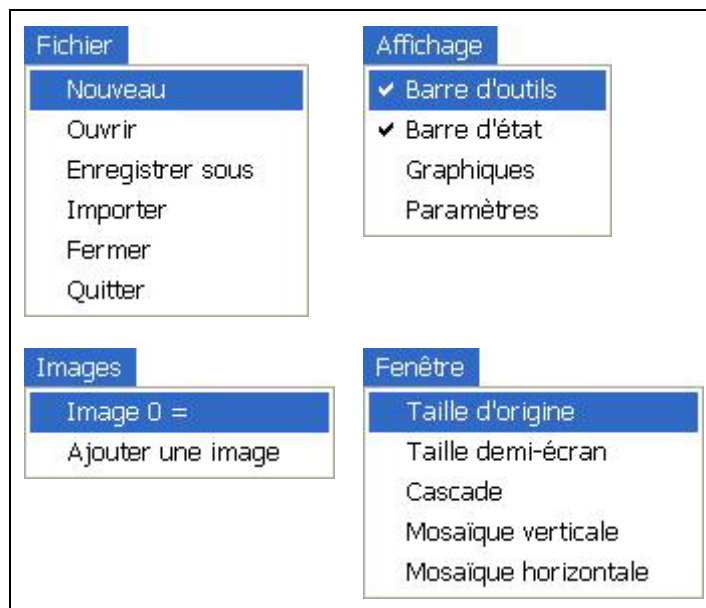 Fichier
Nouveau
Ouvrir
Enregistrer sous
Importer
Fermer
Quitter
Affichage
Barre d'outils
Barre d'état
Graphiques
Paramètres
Images
Image 0 =
Ajouter une image
Fenêtre
Taille d'origine
Taille demi-écran
Cascade
Mosaïque verticale
Mosaïque horizontale